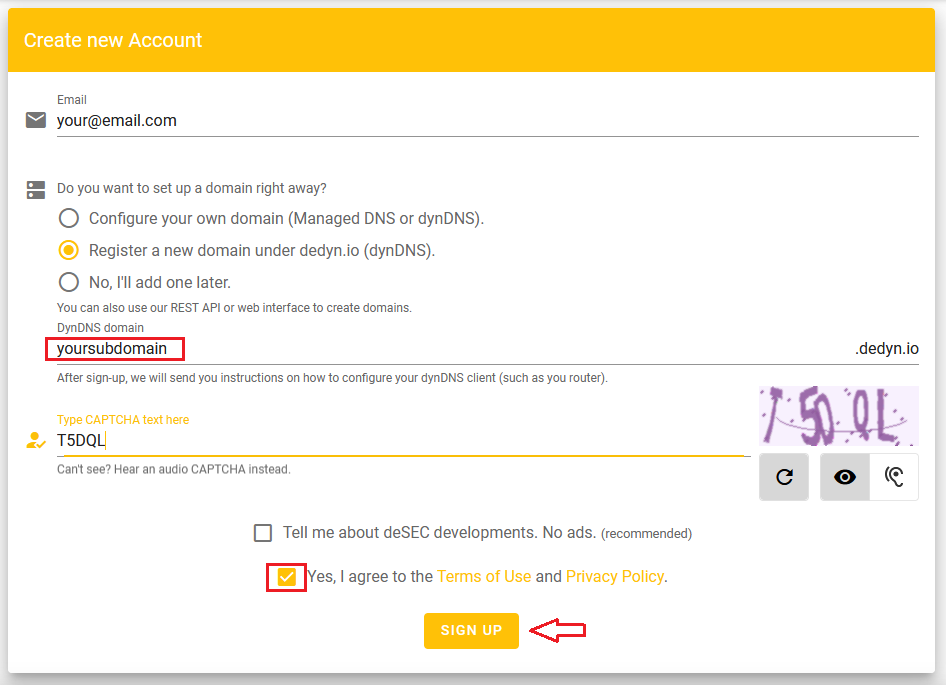 Create new Account
Email
your@email.com
Do you want to set up a domain right away?
Configure your own domain (Managed DNS or dynDNS).
Register a new domain under dedyn.io (dynDNS).
No, I'll add one later.
You can also use our REST API or web interface to create domains.
DynDNS domain
yoursubdomain .dedyn.io
After sign-up, we will send you instructions on how to configure your dynDNS client (such as you router).
Type CAPTCHA text here
T5DQL
T5DQL
Can't see? Hear an audio CAPTCHA instead.
Tell me about deSEC developments. No ads. (recommended)
Yes, I agree to the Terms of Use and Privacy Policy.
SIGN UP